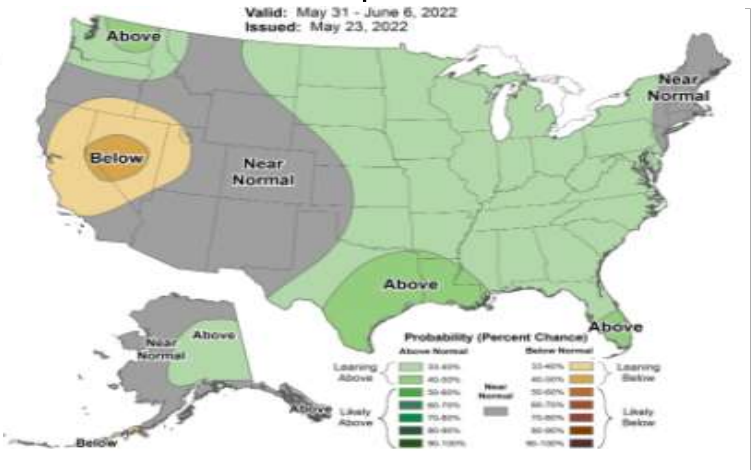 Valid: May 31 - June 6, 2022
Issued: May 23, 2022
Above
Near
Normal
Below
Near
Normal
Above
Above
Near
Normal
Above
Above
Below
Probability (Percent Chance)
Above Normal
Below Normal
Leaning
Above
33-40%
40-50%
Likely
Above
50-60%
60-70%
70-80%
80-90%
90-100%
Near
Normal
33-40%
40-50%
Leaning
Below
50-60%
60-70%
70-80%
80-90%
90-100%
Likely
Below